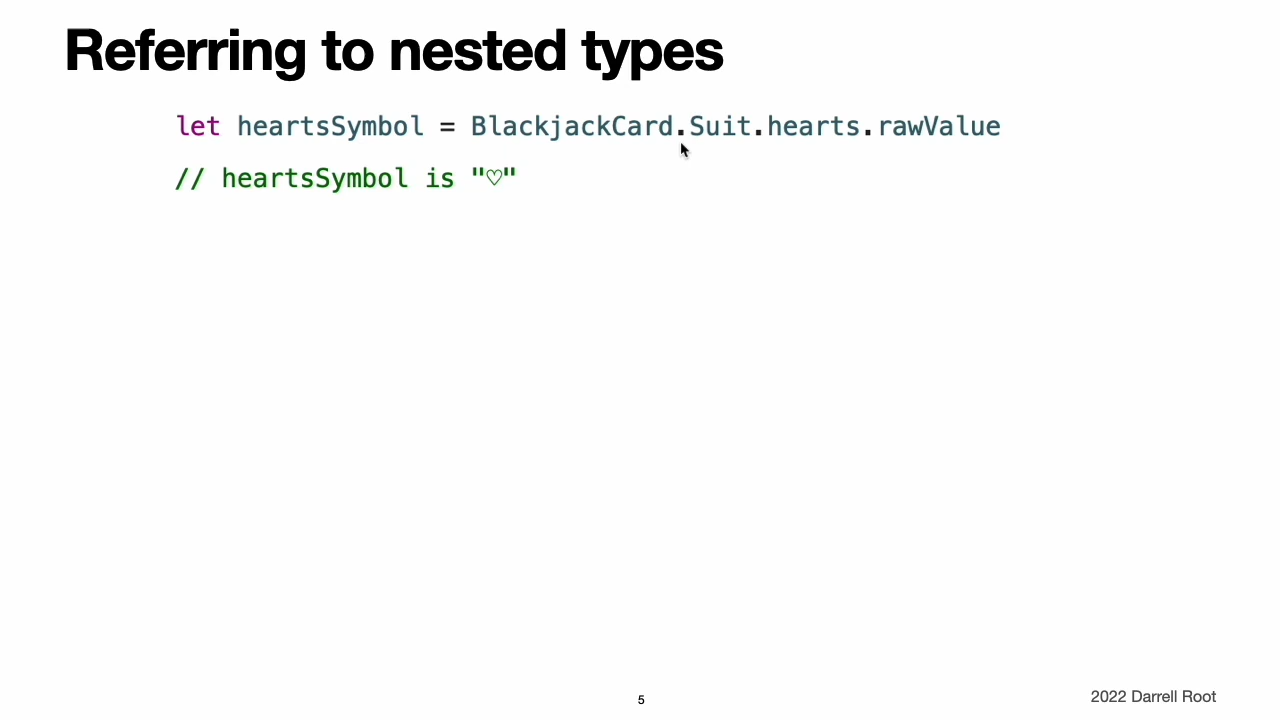 Referring to nested types
let heartsSymbol = BlackjackCard.Suit.hearts.rawValue
// heartsSymbol is "♡"
5
2022 Darrell Root